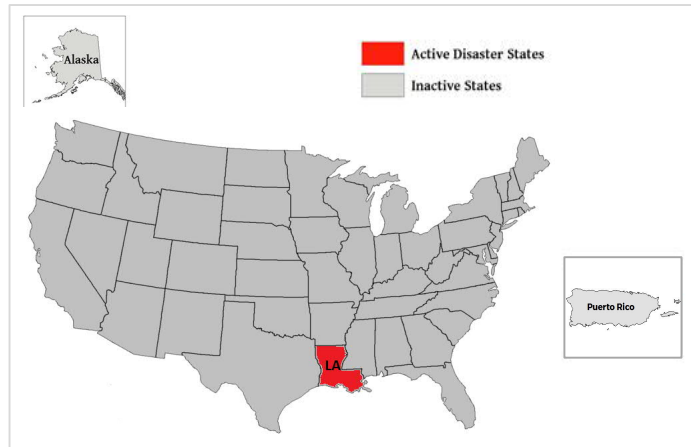 Alaska
Active Disaster States
Inactive States
Puerto Rico
LA